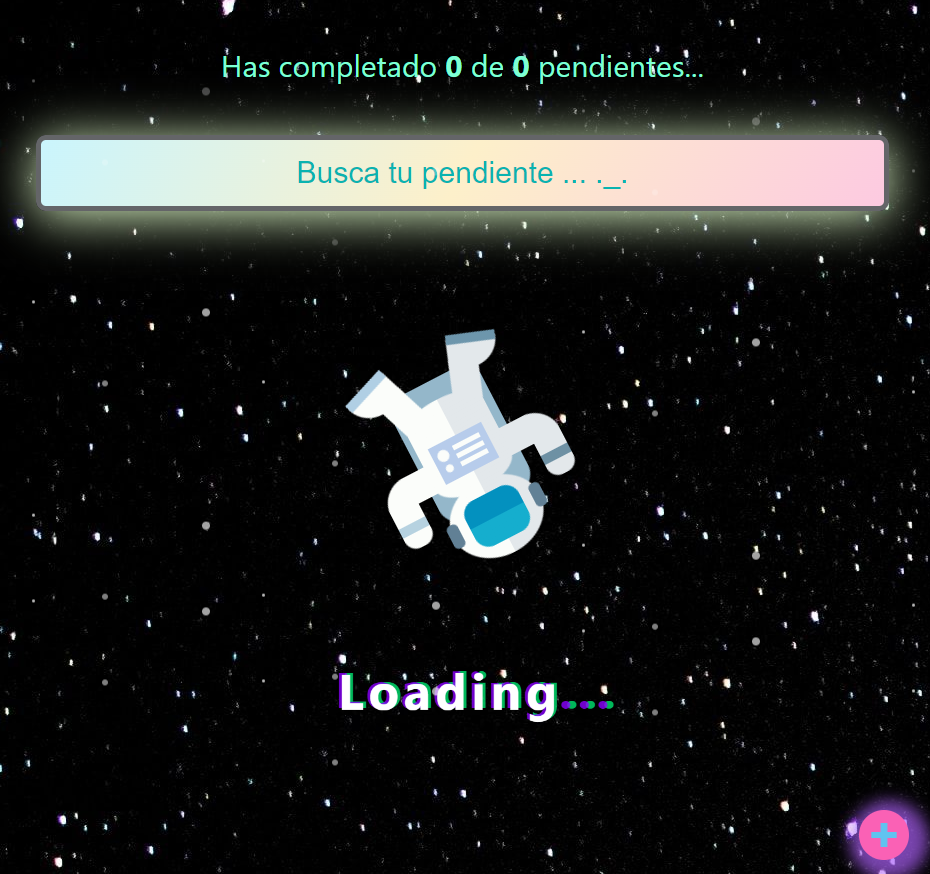 Has completado 0 de 0 pendientes...
Busca tu pendiente ... ._.
Loading...